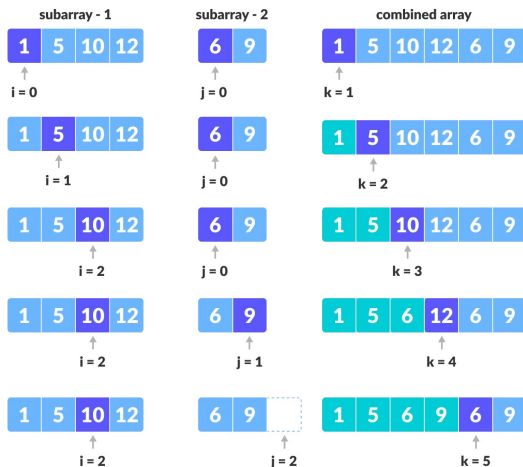 subarray - 1 subarray - 2 combined array
1 5 10 12 6 9 1 5 10 12 6 9
i = 0 j = 0 k = 1
1 5 10 12 6 9 1 5 10 12 6 9
i = 1 j = 0 k = 2
1 5 10 12 6 9 1 5 10 12 6 9
i = 2 j = 0 k = 3
1 5 10 12 6 9 1 5 6 12 6 9
i = 2 j = 1 k = 4
1 5 10 12 6 9 1 5 6 9 6 9
i = 2 j = 2 k = 5